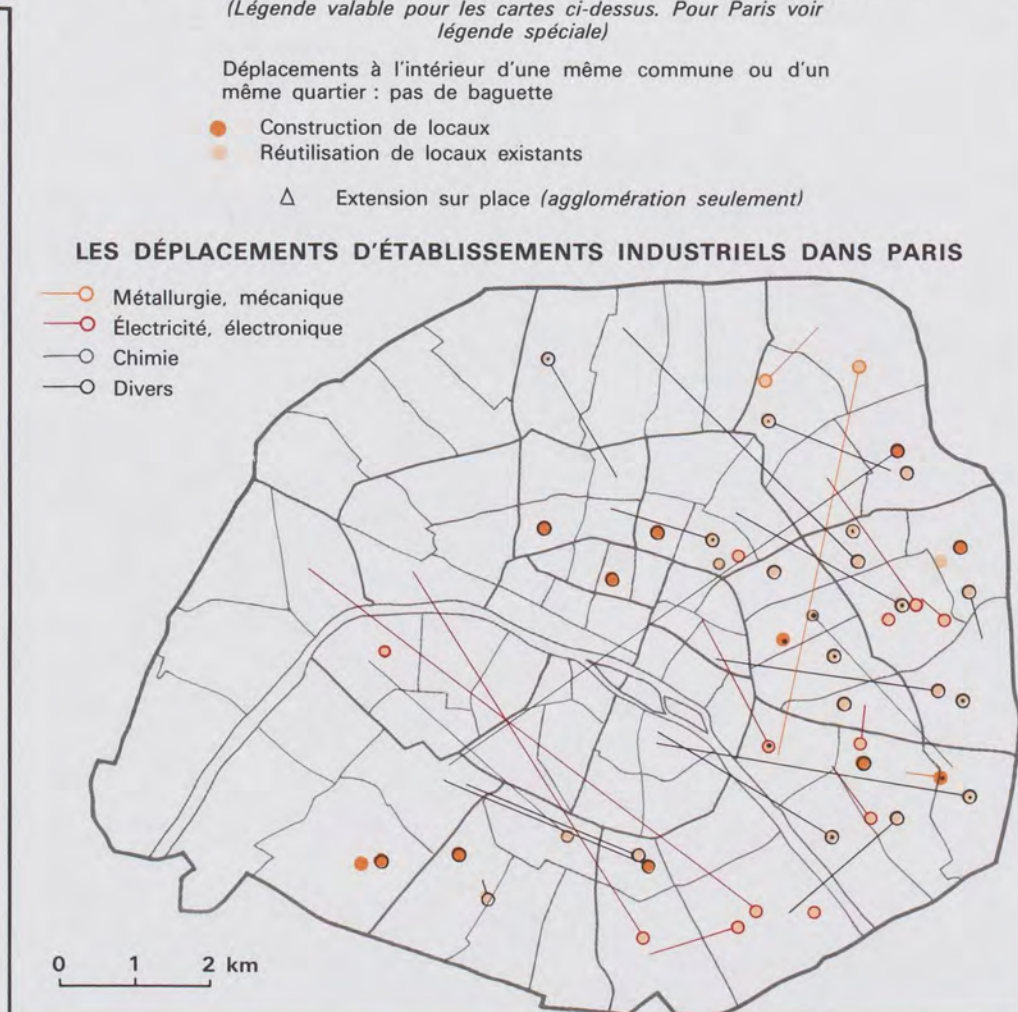 (Légende valable pour les cartes ci-dessus. Pour Paris voir
légende spéciale)
Déplacements à l'intérieur d'une même commune ou d'un
même quartier : pas de baguette
Construction de locaux
Réutilisation de locaux existants
Δ Extension sur place (agglomération seulement)
LES DÉPLACEMENTS D'ÉTABLISSEMENTS INDUSTRIELS DANS PARIS
Métallurgie, mécanique
Électricité, électronique
Chimie
Divers
0 1 2 km